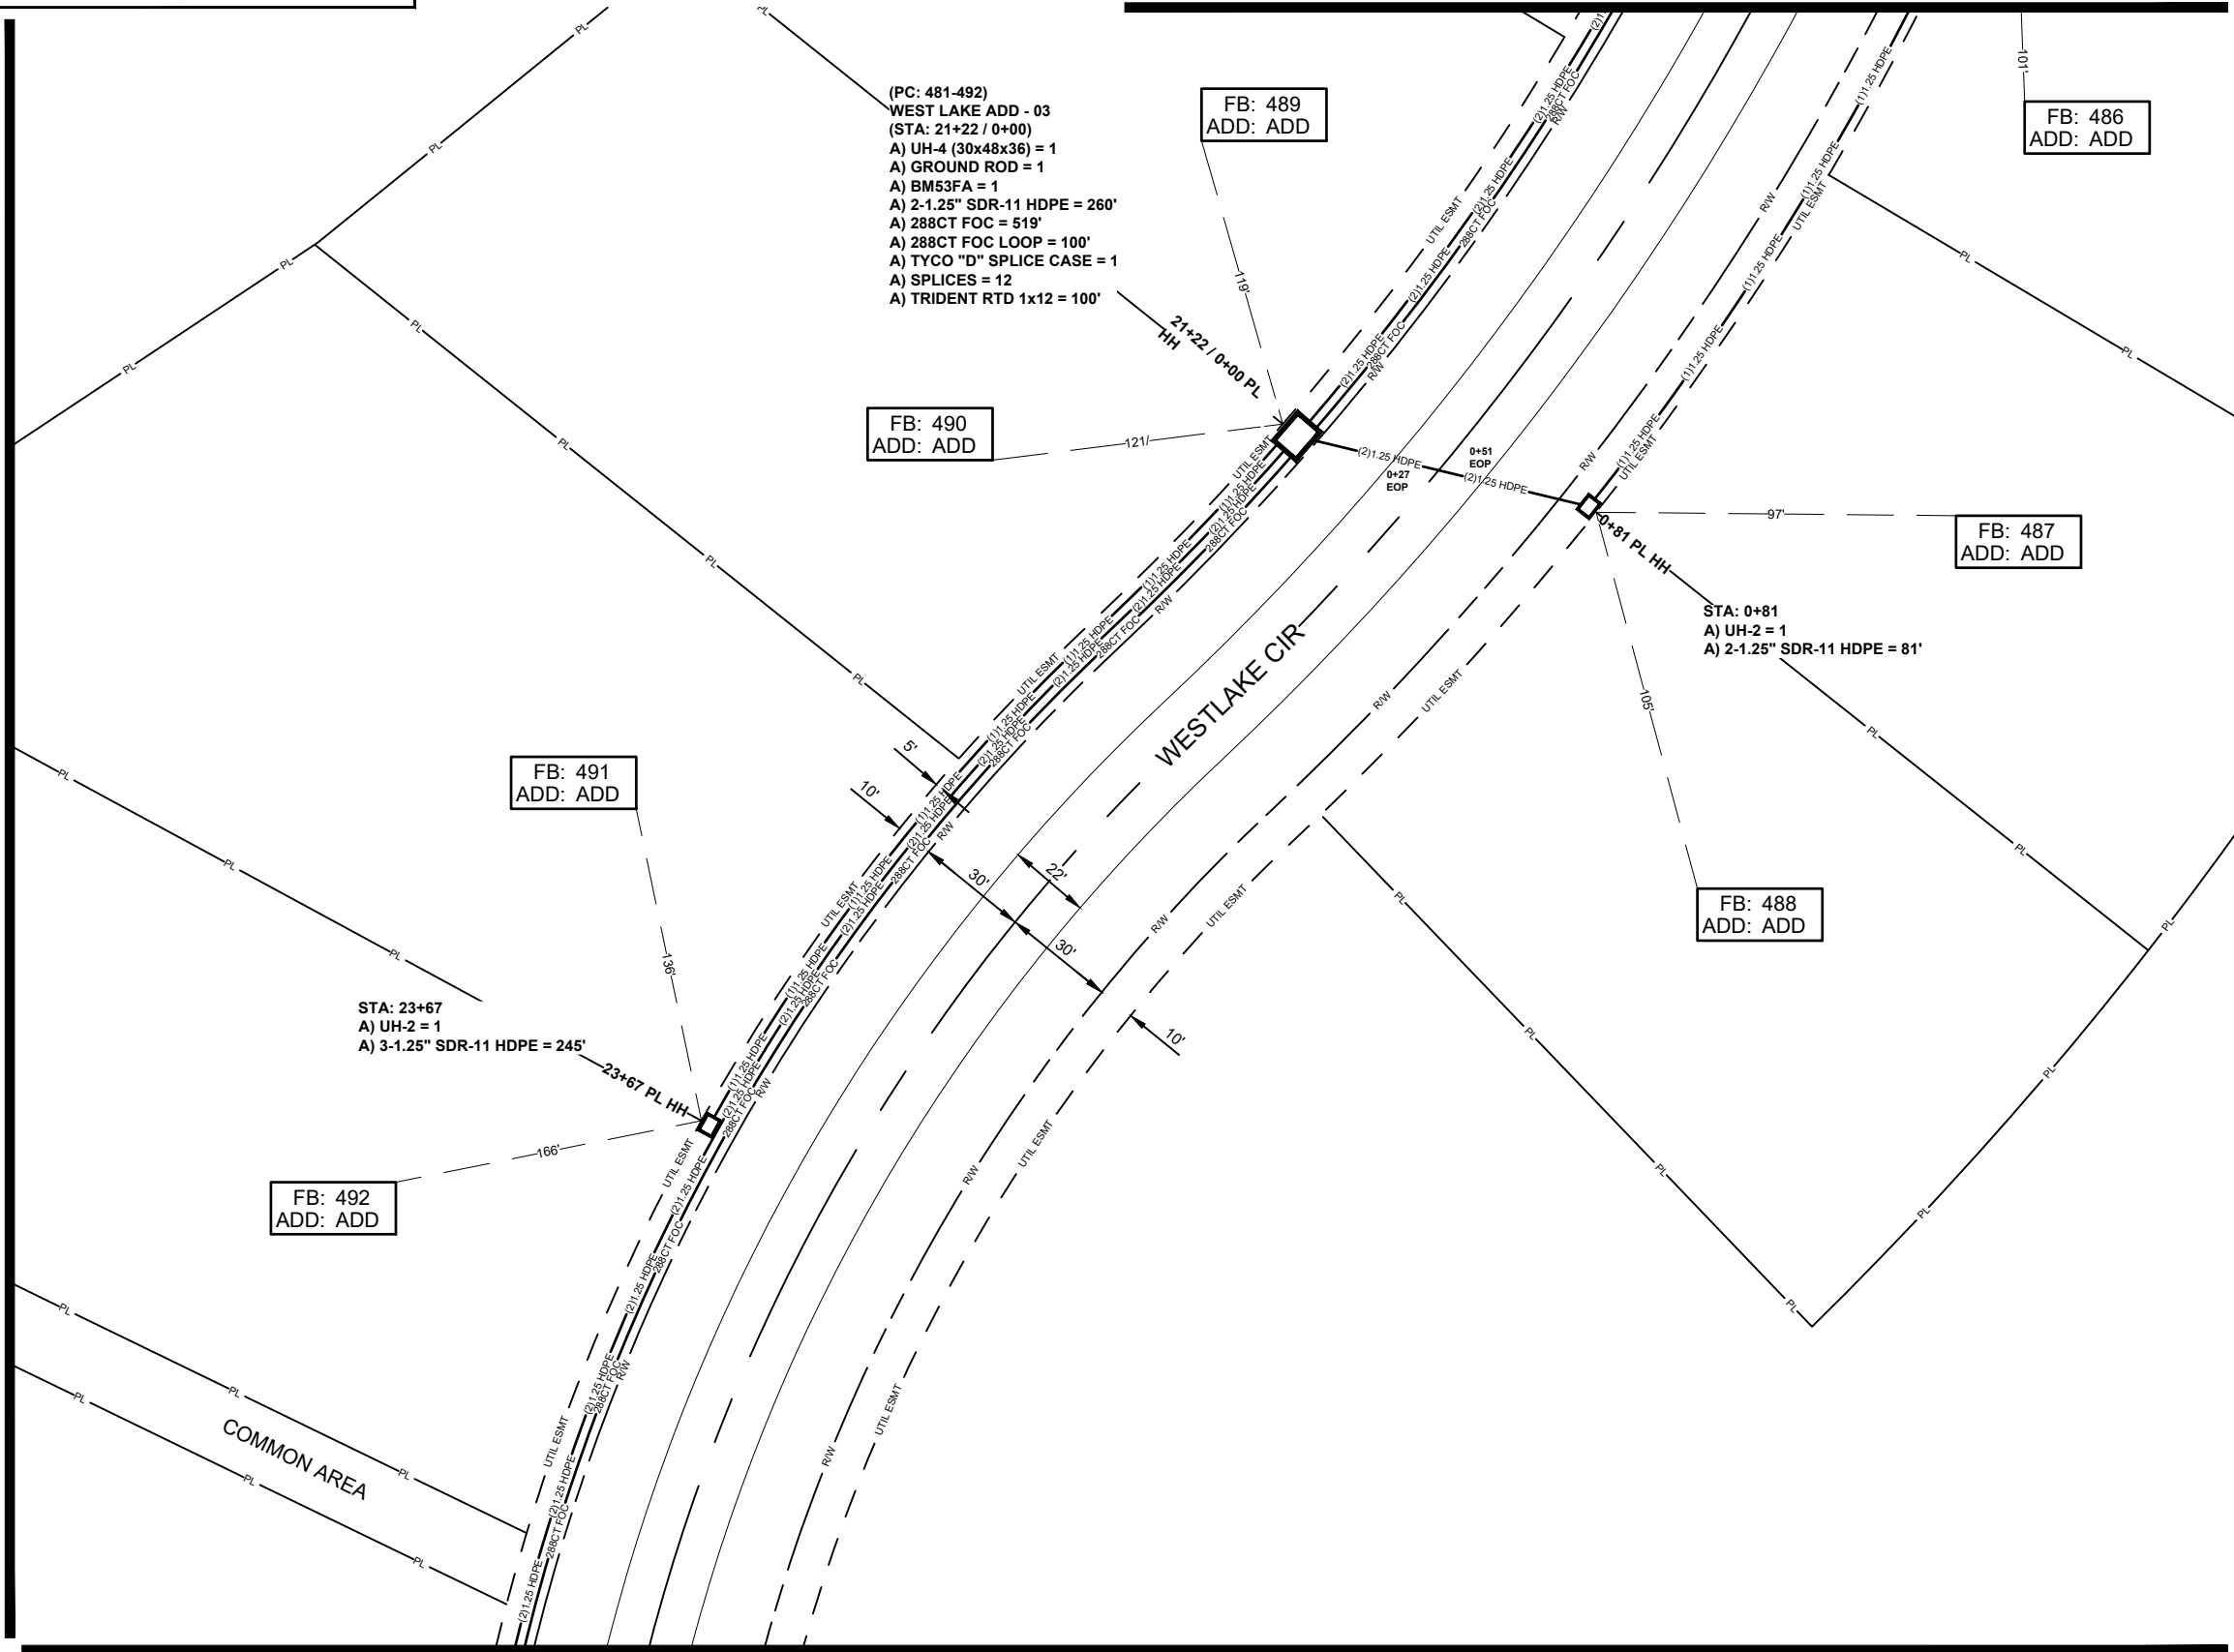 (PC: 481-492)
WEST LAKE ADD - 03
(STA: 21+22 / 0+00)
A) UH-4 (30x48x36) = 1
A) GROUND ROD = 1
A) BM53FA = 1
A) 2-1.25" SDR-11 HDPE = 260'
A) 288CT FOC = 519'
A) 288CT FOC LOOP = 100'
A) TYCO "D" SPLICE CASE = 1
A) SPLICES = 12
A) TRIDENT RTD 1x12 = 100'
FB: 489
ADD: ADD
119'
FB: 486
ADD: ADD
101'
21+22 / 0+00 PL
HH
FB: 490
ADD: ADD
121/
(2)1.25 HDPE
0+27
EOP
0+51
EOP
(2)1.25 HDPE
97'
FB: 487
ADD: ADD
0+81 PL HH
STA: 0+81
A) UH-2 = 1
A) 2-1.25" SDR-11 HDPE = 81'
105'
FB: 488
ADD: ADD
WESTLAKE CIR
5'
10'
30'
22'
30'
10'
FB: 491
ADD: ADD
136'
STA: 23+67
A) UH-2 = 1
A) 3-1.25" SDR-11 HDPE = 245'
23+67 PL HH
166'
FB: 492
ADD: ADD
COMMON AREA
UTIL ESMT
R/W
PL
(1)1.25 HDPE
(2)1.25 HDPE
288CT FOC